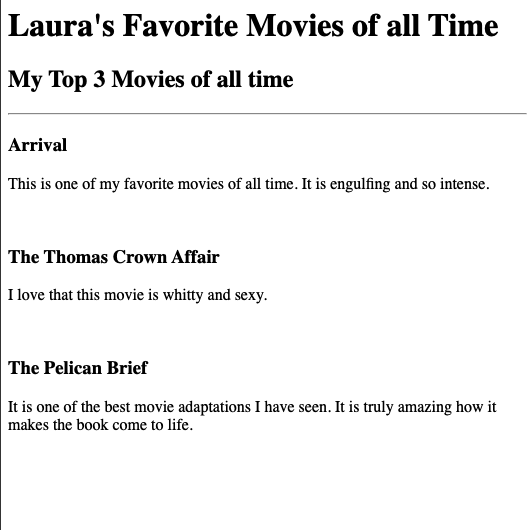 Laura's Favorite Movies of all Time
My Top 3 Movies of all time
Arrival
This is one of my favorite movies of all time. It is engulfing and so intense.
The Thomas Crown Affair
I love that this movie is whitty and sexy.
The Pelican Brief
It is one of the best movie adaptations I have seen. It is truly amazing how it
makes the book come to life.